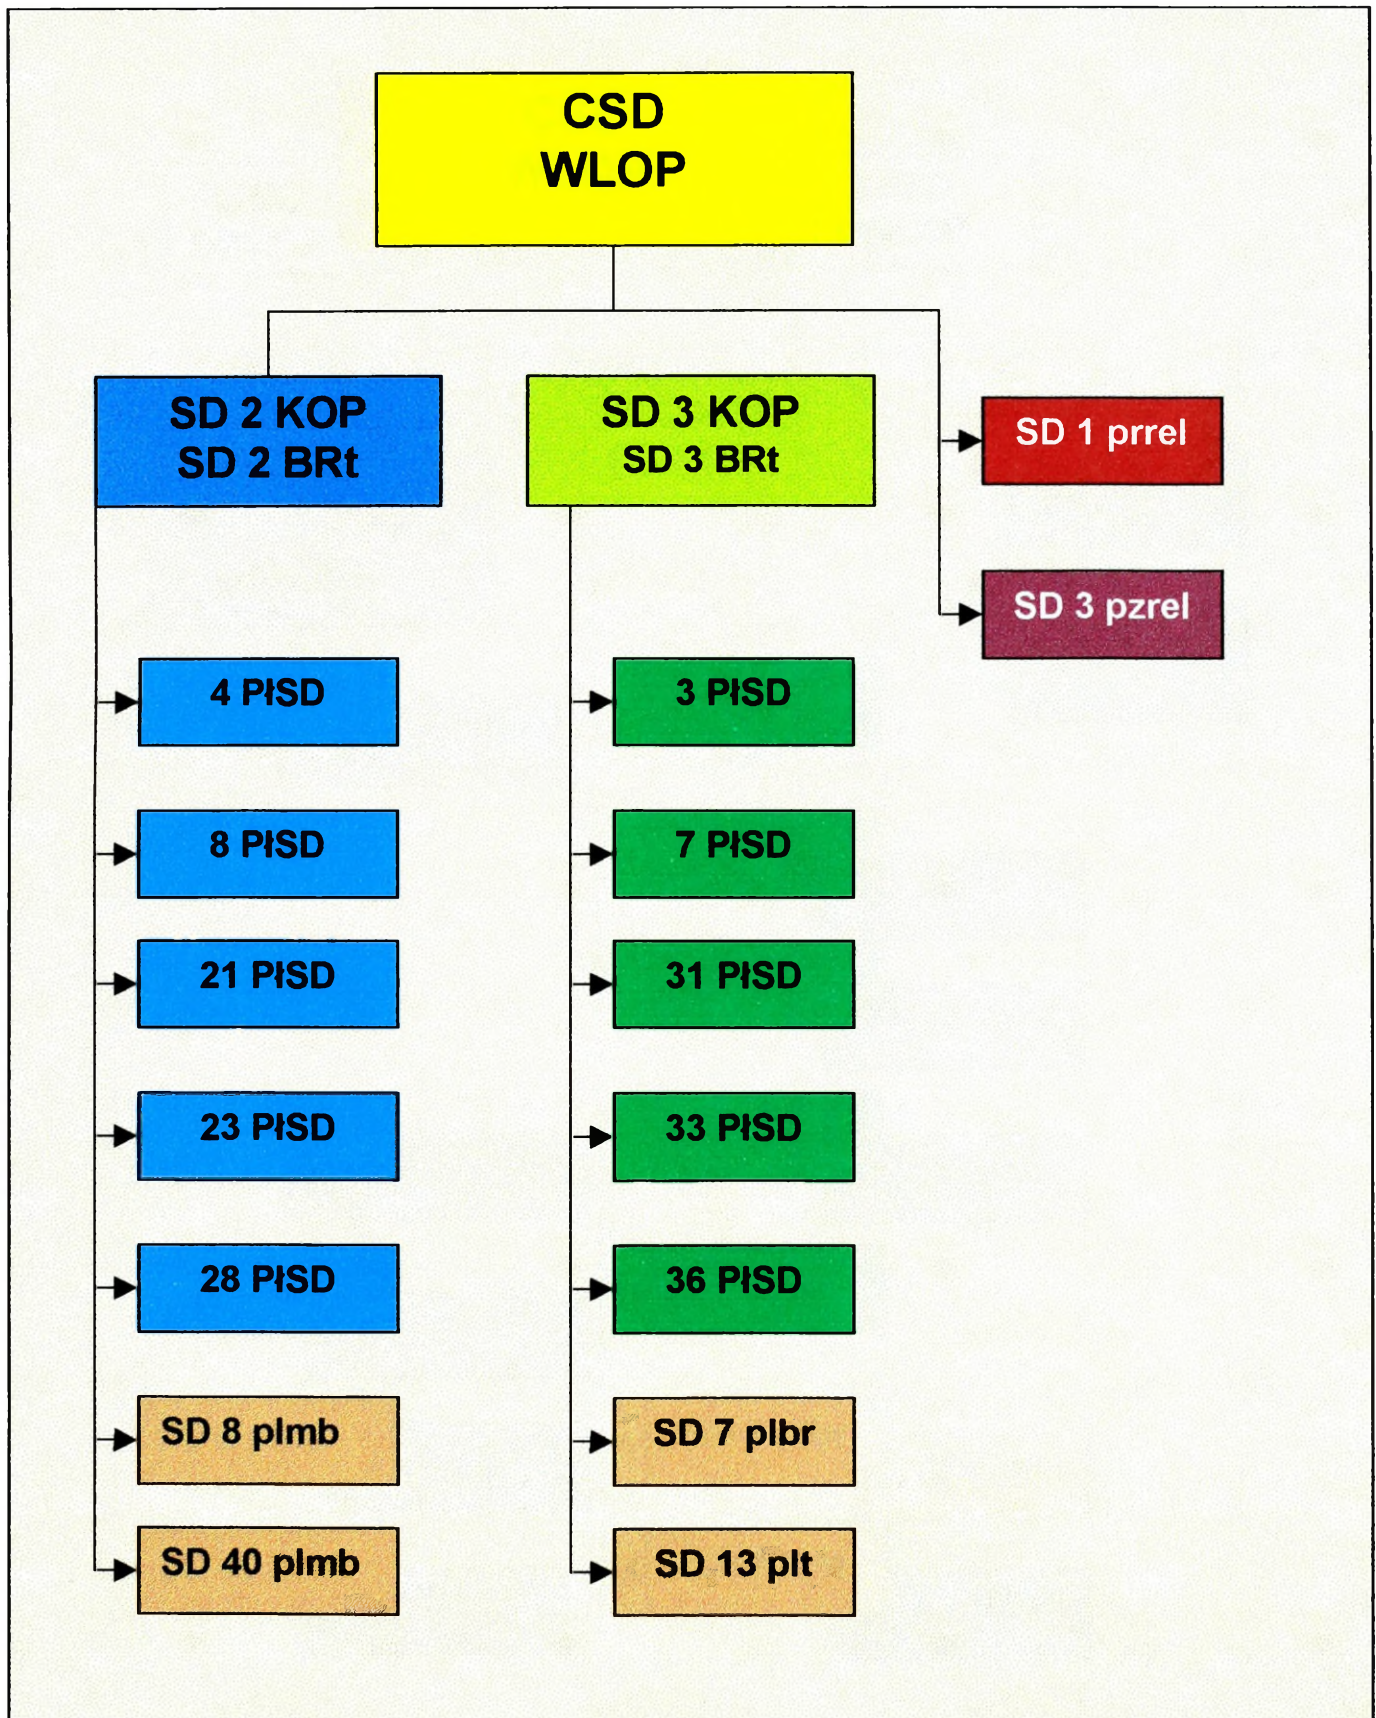 CSD
WLOP
SD 2 KOP
SD 2 BRt
SD 3 KOP
SD 3 BRt
SD 1 prrel
SD 3 pzrel
4 PłSD
3 PłSD
8 PłSD
7 PłSD
21 PłSD
31 PłSD
23 PłSD
33 PłSD
28 PłSD
36 PłSD
SD 8 plmb
SD 7 plbr
SD 40 plmb
SD 13 plt